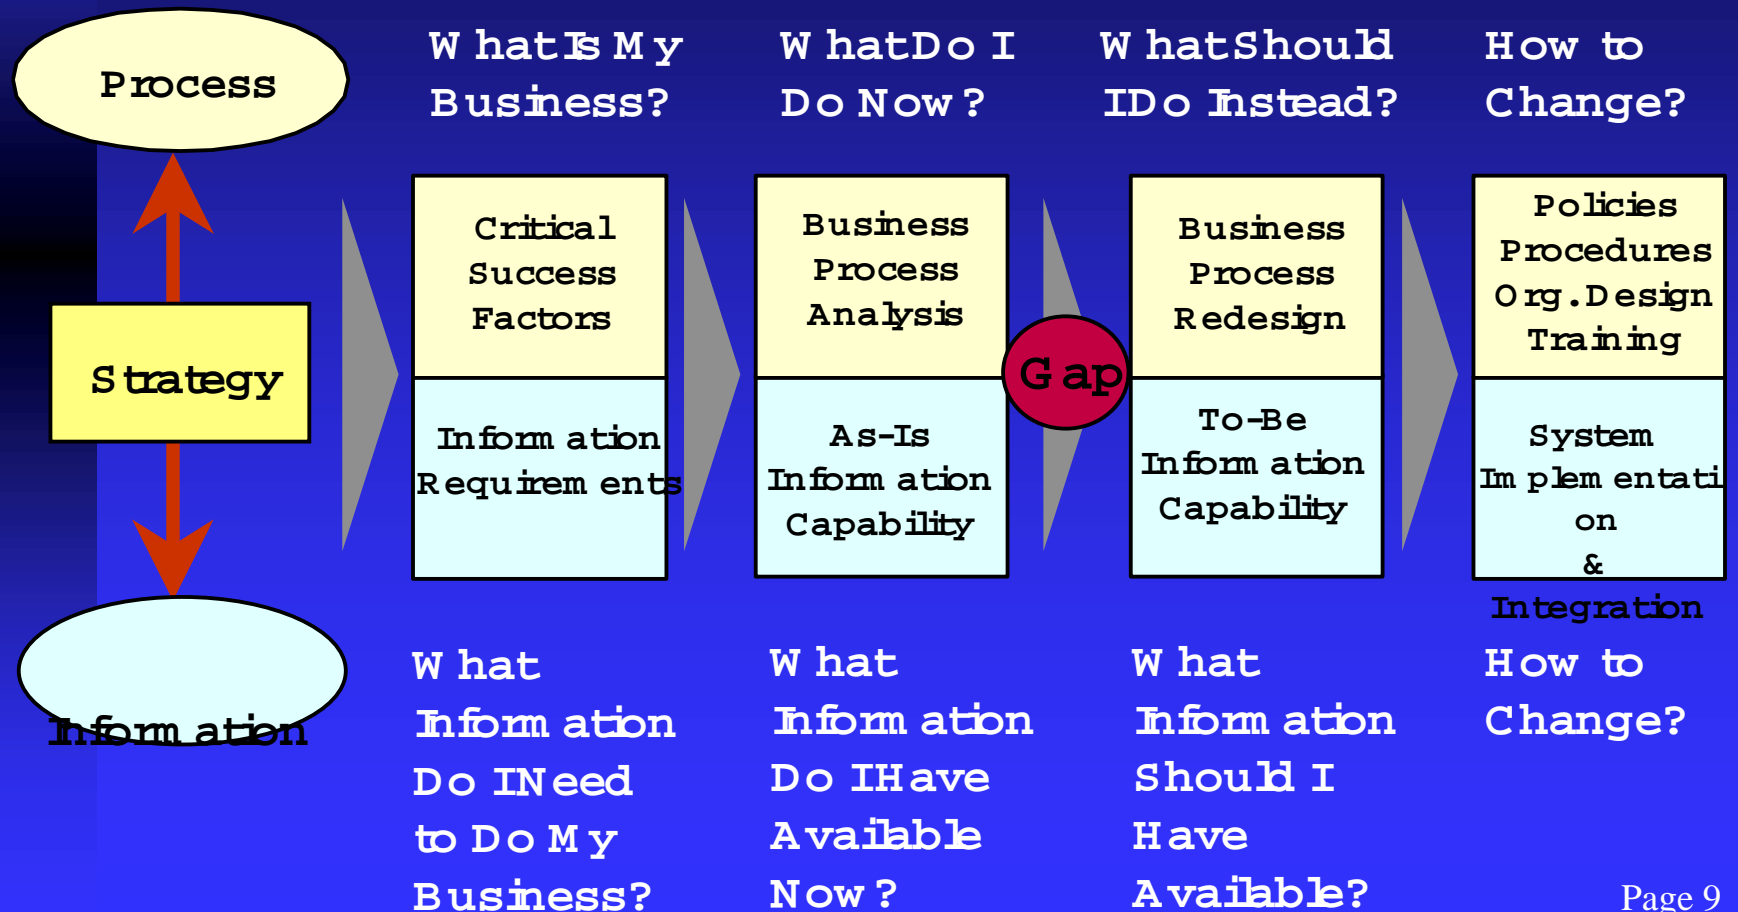 Process
What Is My
Business?
What Do I
Do Now?
What Should
I Do Instead?
How to
Change?
Strategy
Information
Critical
Success
Factors
Information
Requirements
Business
Process
Analysis
As-Is
Information
Capability
Gap
Business
Process
Redesign
To-Be
Information
Capability
Policies
Procedures
Org. Design
Training
System
Implementati
on
&
Integration
What
Information
Do I Need
to Do My
Business?
What
Information
Do I Have
Available
Now?
What
Information
Should I
Have
Available?
How to
Change?
Page 9